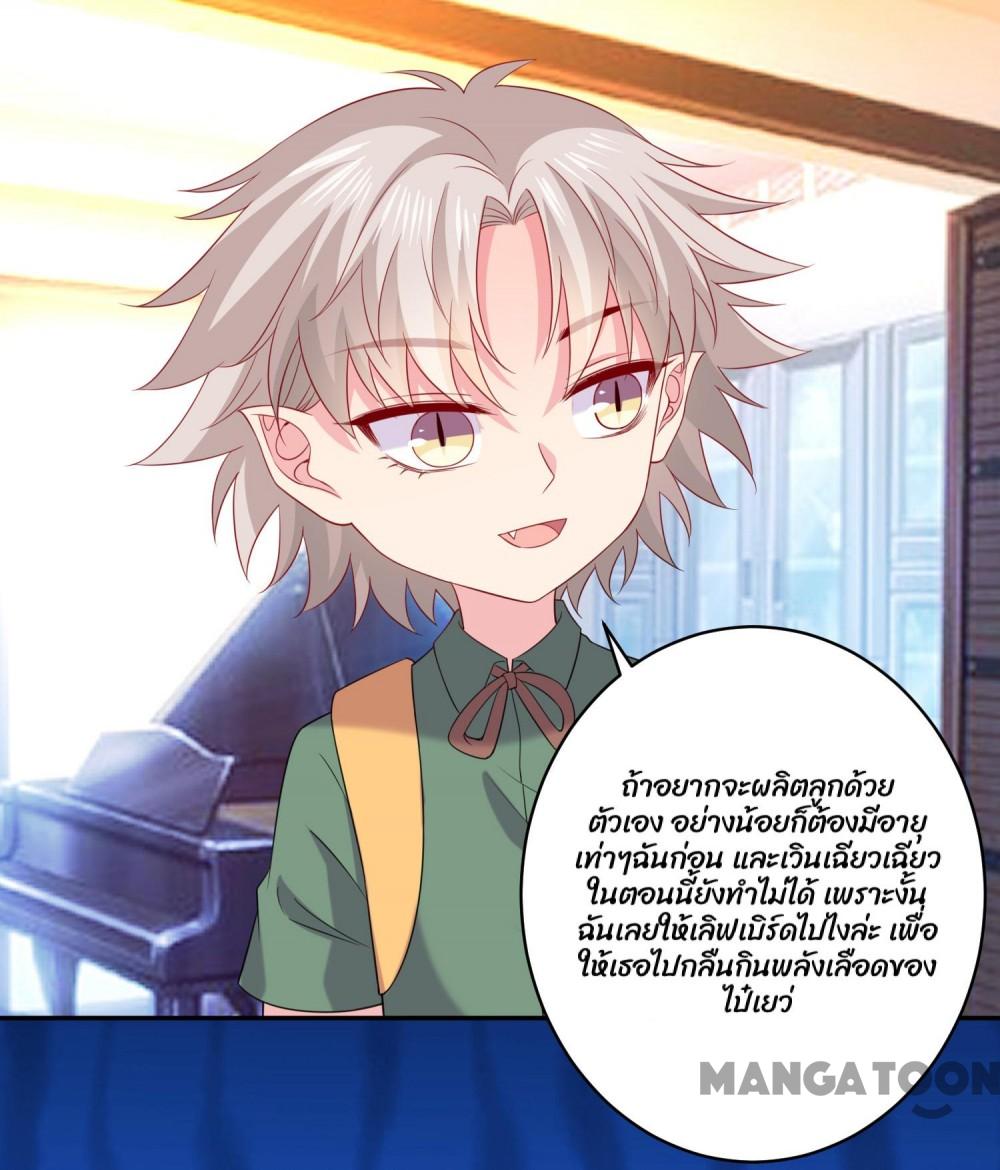 ถ้าอยากจะผลิตลูกด้วย
ตัวเอง อย่างน้อยก็ต้องมีอายุ
เท่าๆฉันก่อน และเวินเฉียวเฉียว
ในตอนนี้ยังทำไม่ได้ เพราะงั้น
ฉันเลยให้เลิฟเบิร์ดไปไงล่ะ เพื่อ
ให้เธอไปกลืนกินพลังเลือดของ
ไป๋เยว่
MANGATOON